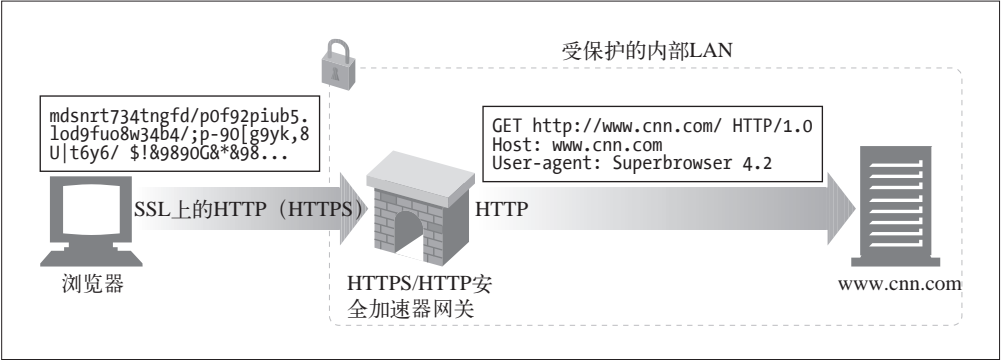 受保护的内部LAN
mdsnrt734tngfd/p0f92piub5.
lod9fuo8w34b4/;p-90[g9yk,8
U|t6y6/ $!&9890G&*&98...
GET http://www.cnn.com/ HTTP/1.0
Host: www.cnn.com
User-agent: Superbrowser 4.2
SSL上的HTTP（HTTPS）
HTTP
浏览器
HTTPS/HTTP安
全加速器网关
www.cnn.com